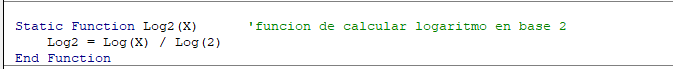 Static Function Log2(X)      'funcion de calcular logaritmo en base 2
    Log2 = Log(X) / Log(2)
End Function